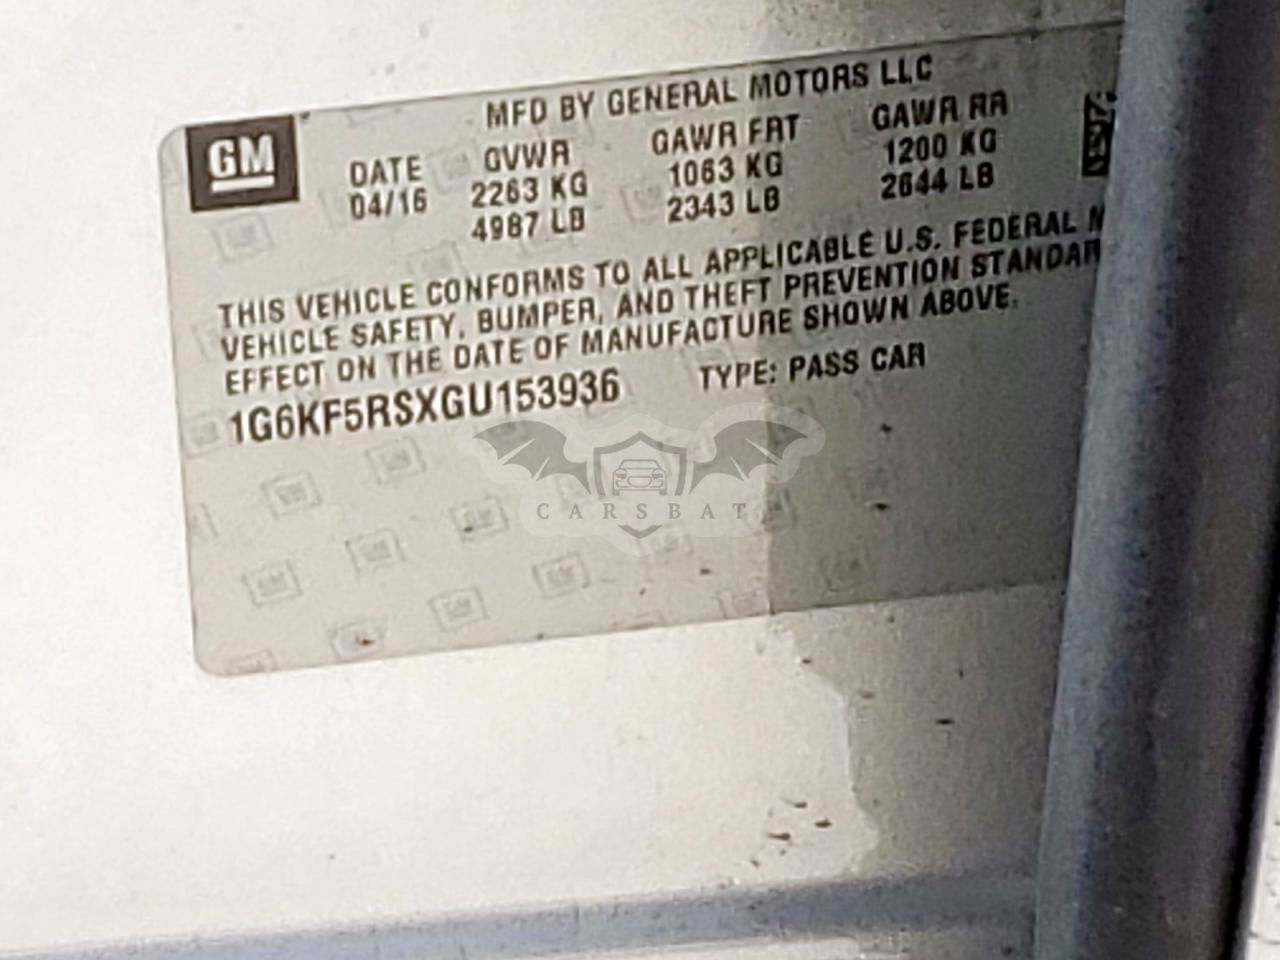 MFD BY GENERAL MOTORS LLC
GM
DATE GVWR GAWR FRT GAWR RR
04/16 2263 KG 1063 KG 1200 KG
4987 LB 2343 LB 2644 LB
THIS VEHICLE CONFORMS TO ALL APPLICABLE U.S. FEDERAL M
VEHICLE SAFETY, BUMPER, AND THEFT PREVENTION STANDAR
EFFECT ON THE DATE OF MANUFACTURE SHOWN ABOVE.
1G6KF5RSXGU153936 TYPE: PASS CAR
CARSBAT